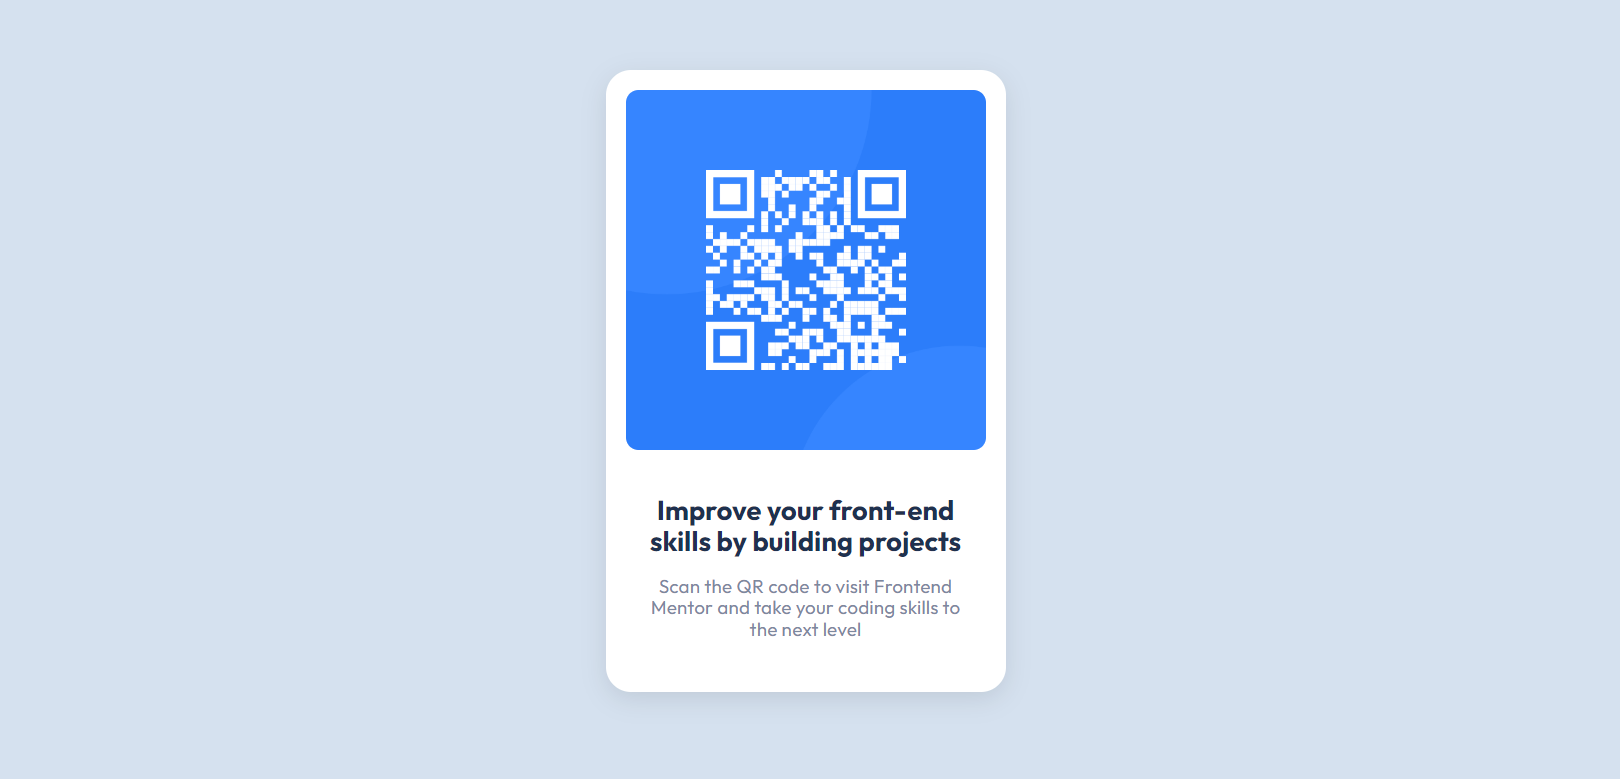 Improve your front-end
skills by building projects
Scan the QR code to visit Frontend
Mentor and take your coding skills to
the next level